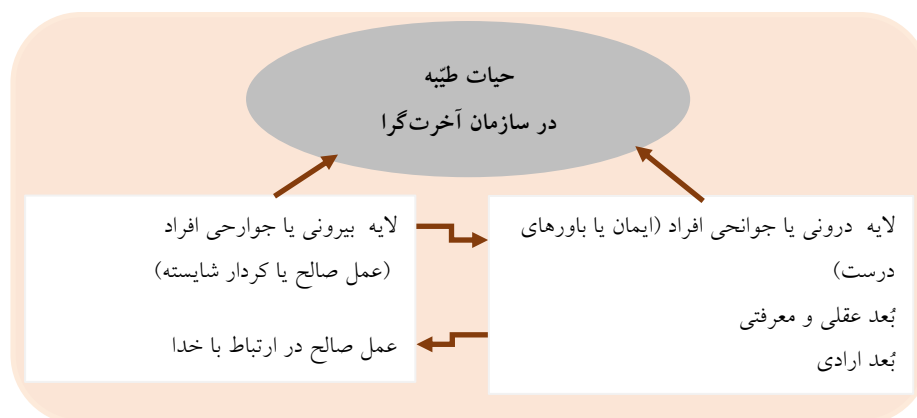 حیات طیّبه
در سازمان آخرت‌گرا
لایه  درونی یا جوانحی افراد (ایمان یا باورهای
درست)
بُعد عقلی و معرفتی
بُعد ارادی
لایه  بیرونی یا جوارحی افراد
(عمل صالح یا کردار شایسته)
عمل صالح در ارتباط با خدا